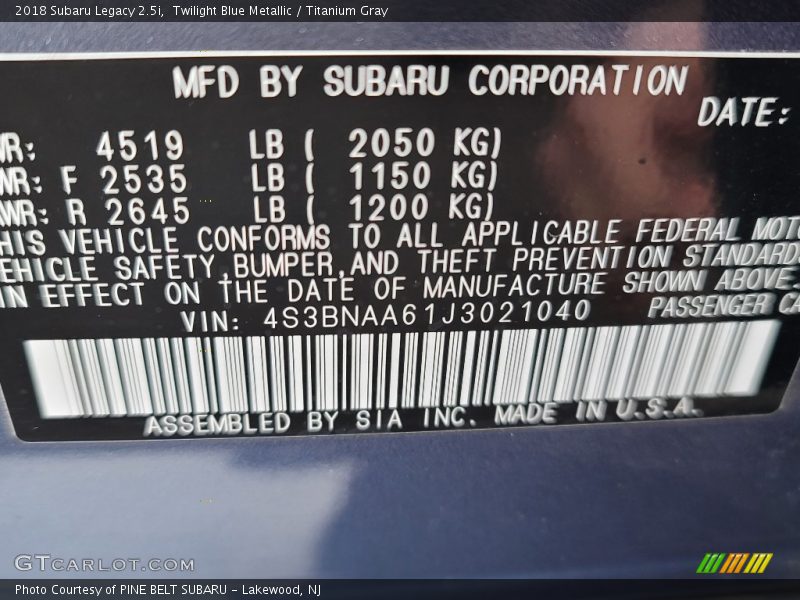 2018 Subaru Legacy 2.5i, Twilight Blue Metallic / Titanium Gray
MFD BY SUBARU CORPORATION
DATE:
WR: 4519 LB ( 2050 KG)
WR: F 2535 LB ( 1150 KG)
WR: R 2645 LB ( 1200 KG)
HIS VEHICLE CONFORMS TO ALL APPLICABLE FEDERAL MOTO
EHICLE SAFETY,BUMPER,AND THEFT PREVENTION STANDARDS
IN EFFECT ON THE DATE OF MANUFACTURE SHOWN ABOVE.
VIN: 4S3BNAA61J3021040 PASSENGER CA
ASSEMBLED BY SIA INC. MADE IN U.S.A.
GTCARLOT.COM
Photo Courtesy of PINE BELT SUBARU - Lakewood, NJ